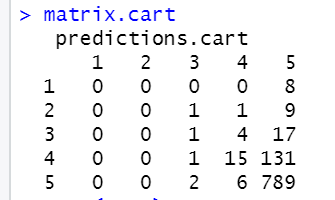 > matrix.cart
predictions.cart
1 2 3 4 5
1 0 0 0 0 8
2 0 0 1 1 9
3 0 0 1 4 17
4 0 0 1 15 131
5 0 0 2 6 789